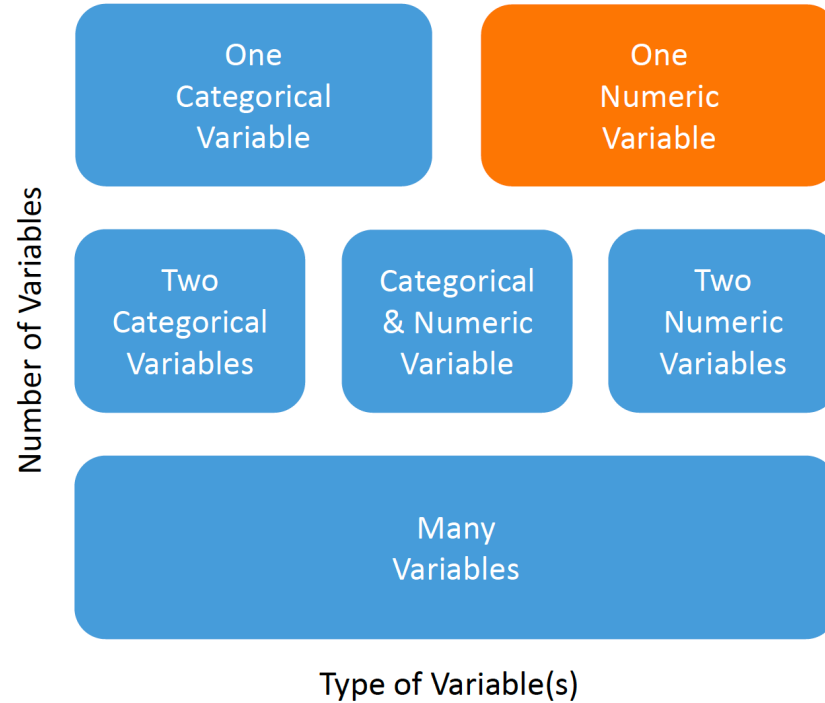 One
Categorical
Variable
One
Numeric
Variable
Number of Variables
Two
Categorical
Variables
Categorical
& Numeric
Variable
Two
Numeric
Variables
Many
Variables
Type of Variable(s)